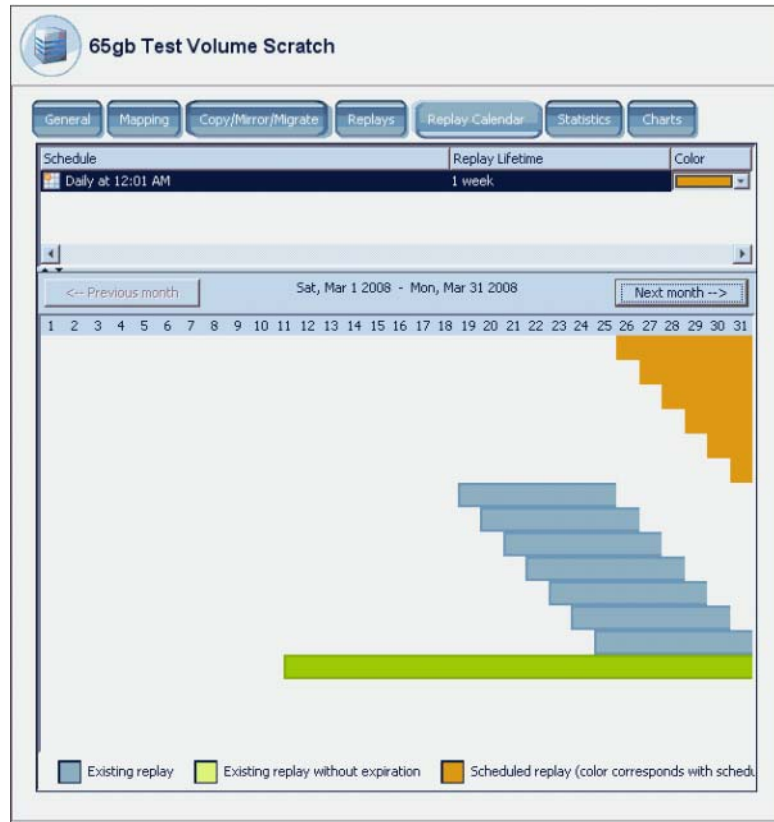 65gb Test Volume Scratch
General Mapping Copy/Mirror/Migrate Replays Replay Calendar Statistics Charts
Schedule Replay Lifetime Color
Daily at 12:01 AM 1 week
<-- Previous month Sat, Mar 1 2008 - Mon, Mar 31 2008 Next month -->
1 2 3 4 5 6 7 8 9 10 11 12 13 14 15 16 17 18 19 20 21 22 23 24 25 26 27 28 29 30 31
Existing replay Existing replay without expiration Scheduled replay (color corresponds with schedu